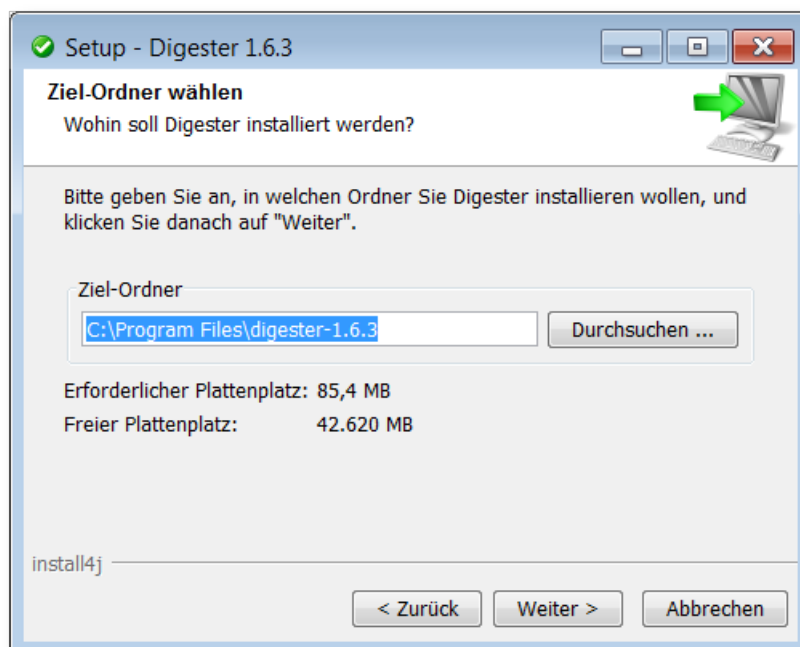 Setup - Digester 1.6.3
Ziel-Ordner wählen
Wohin soll Digester installiert werden?
Bitte geben Sie an, in welchen Ordner Sie Digester installieren wollen, und
klicken Sie danach auf "Weiter".
Ziel-Ordner
C:\Program Files\digester-1.6.3
Durchsuchen ...
Erforderlicher Plattenplatz: 85,4 MB
Freier Plattenplatz: 42.620 MB
install4j
< Zurück
Weiter >
Abbrechen